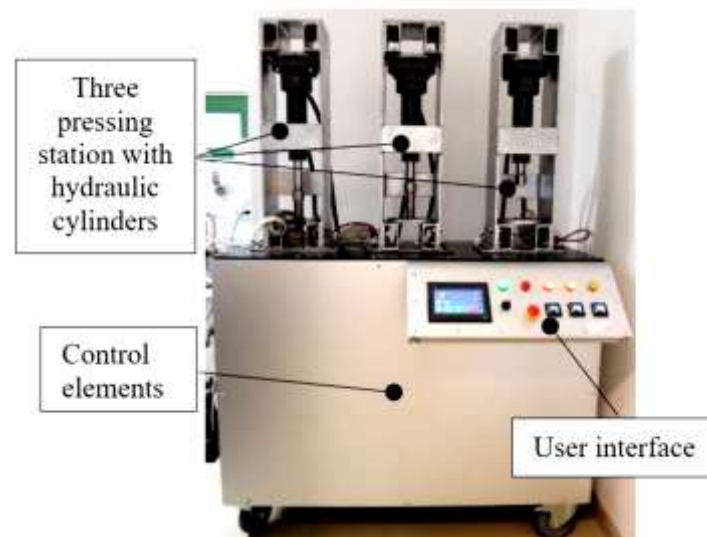 Three
pressing
station with
hydraulic
cylinders
Control
elements
User interface